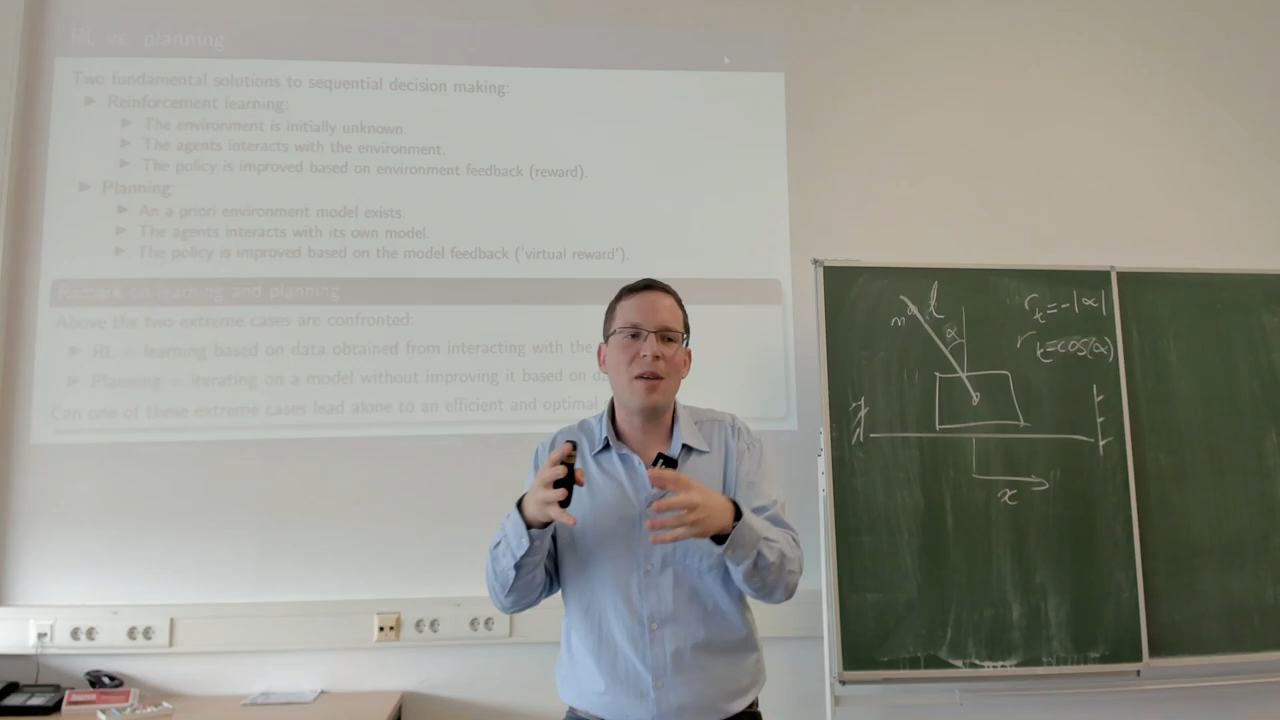 RL vs. planning
Two fundamental solutions to sequential decision making:
Reinforcement learning:
The environment is initially unknown.
The agents interacts with the environment.
The policy is improved based on environment feedback (reward).
Planning:
An a priori environment model exists.
The agents interacts with its own model.
The policy is improved based on the model feedback ('virtual reward').
Remark on learning and planning
Above the two extreme cases are confronted:
RL = learning based on data obtained from interacting with the
Planning = iterating on a model without improving it based on
Can one of these extreme cases lead alone to an efficient and optimal
m l α
r_t=-|α|
r_t=cos(α)
x